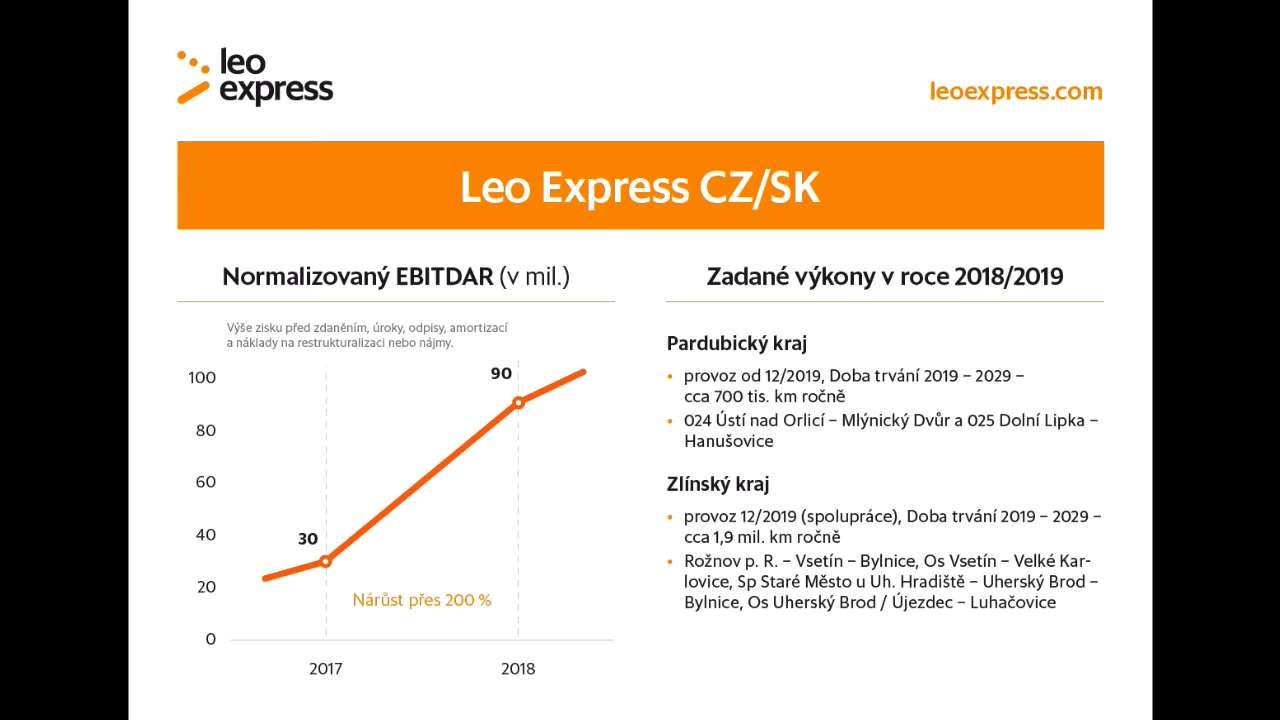 leo
express
leoexpress.com
Leo Express CZ/SK
Normalizovaný EBITDAR (v mil.)
Výše zisku před zdaněním, úroky, odpisy, amortizací
a náklady na restrukturalizaci nebo nájmy.
100
80
60
40
20
0
30
90
Nárůst přes 200 %
2017
2018
Zadané výkony v roce 2018/2019
Pardubický kraj
• provoz od 12/2019, Doba trvání 2019 – 2029 –
cca 700 tis. km ročně
• 024 Ústí nad Orlicí – Mlýnický Dvůr a 025 Dolní Lipka –
Hanušovice
Zlínský kraj
• provoz 12/2019 (spolupráce), Doba trvání 2019 – 2029 –
cca 1,9 mil. km ročně
• Rožnov p. R. – Vsetín – Bylnice, Os Vsetín – Velké Kar-
lovice, Sp Staré Město u Uh. Hradiště – Uherský Brod –
Bylnice, Os Uherský Brod / Újezdec – Luhačovice